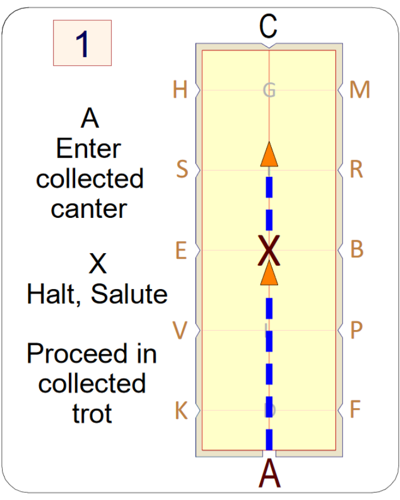 1
A
Enter
collected
canter
X
Halt, Salute
Proceed in
collected
trot
C
H G M
S R
E X B
V L P
K D F
A